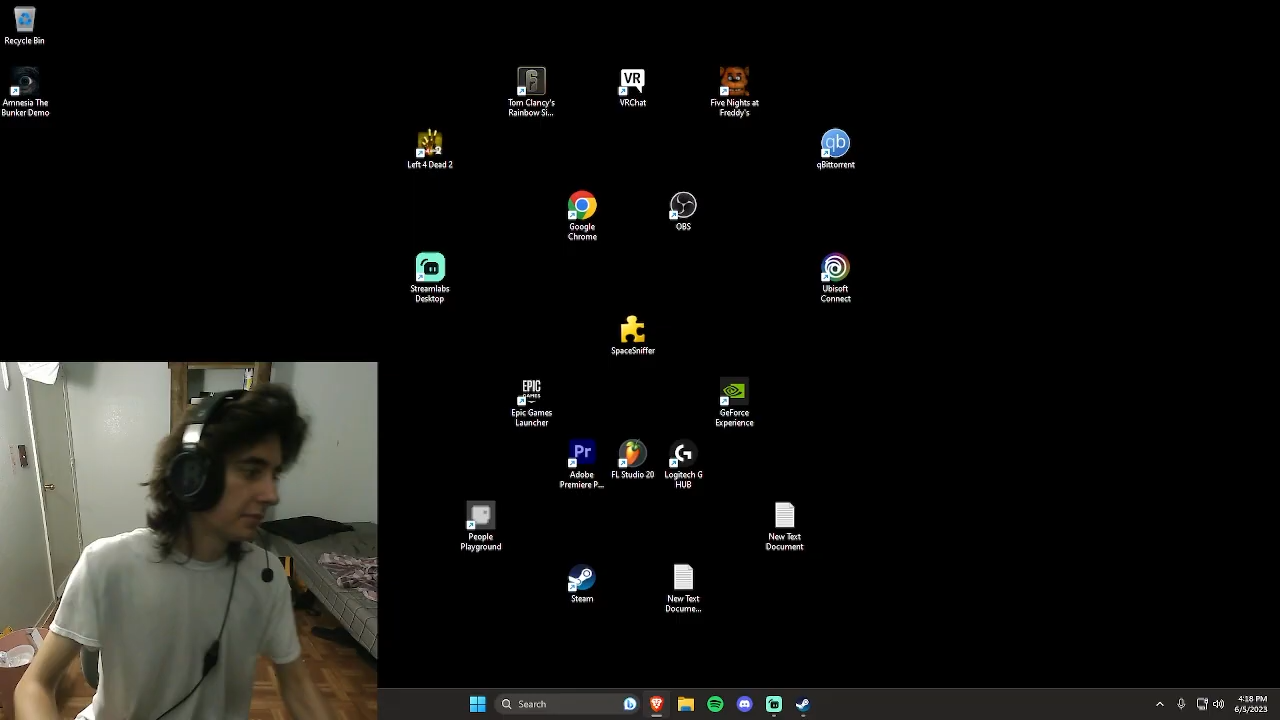 Recycle Bin
Amnesia The
Bunker Demo
Tom Clancy's
Rainbow Si...
VR
VRChat
Five Nights at
Freddy's
Left 4 Dead 2
qb
qBittorrent
Google
Chrome
OBS
Streamlabs
Desktop
Ubisoft
Connect
SpaceSniffer
EPIC
GAMES
Epic Games
Launcher
GeForce
Experience
Pr
Adobe
Premiere P...
FL Studio 20
G
Logitech G
HUB
People
Playground
New Text
Document
Steam
New Text
Docume...
Search
b
4:18 PM
6/5/2023